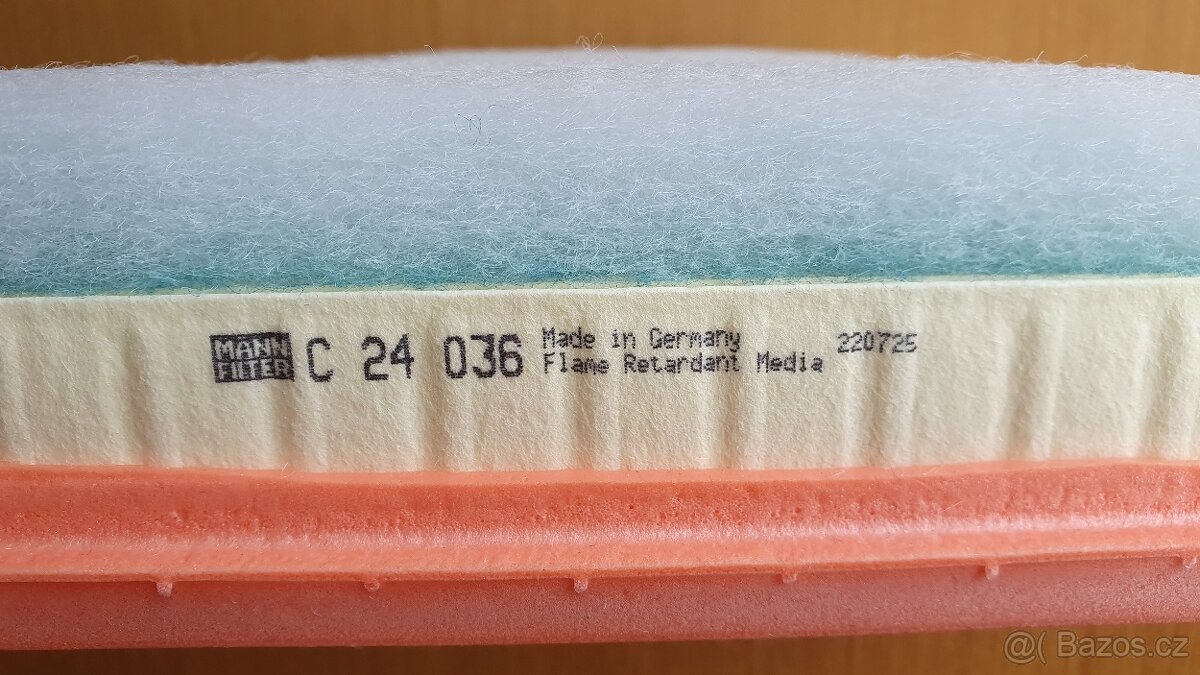 MANN
FILTER
C 24 036
Made in Germany
Flame Retardant Media
220725
@( Bazos.cz